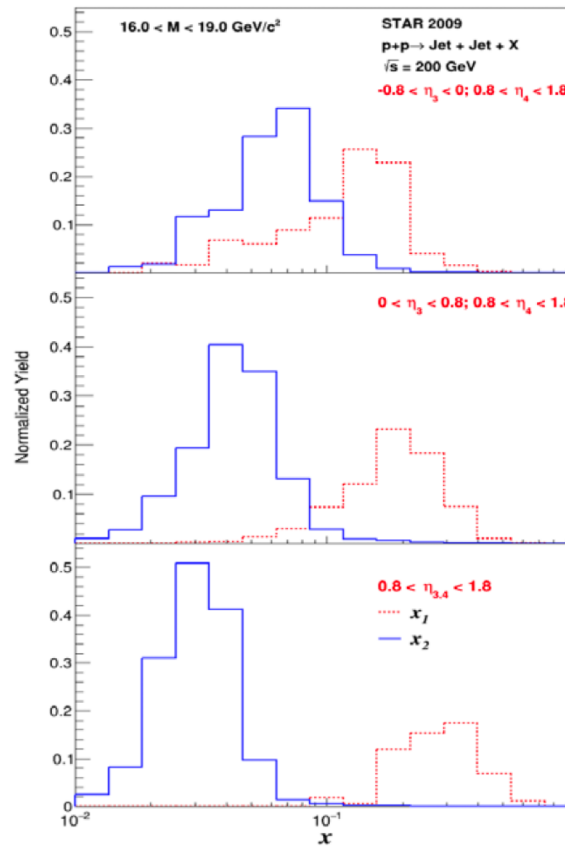 16.0 < M < 19.0 GeV/c²
STAR 2009
p+p→ Jet + Jet + X
√s = 200 GeV
-0.8 < η₃ < 0; 0.8 < η₄ < 1.8
0.5
0.4
0.3
0.2
0.1
0 < η₃ < 0.8; 0.8 < η₄ < 1.8
0.5
0.4
0.3
0.2
0.1
Normalized Yield
0.8 < η₃.₄ < 1.8
x₁
x₂
0.5
0.4
0.3
0.2
0.1
0
10⁻²
10⁻¹
x